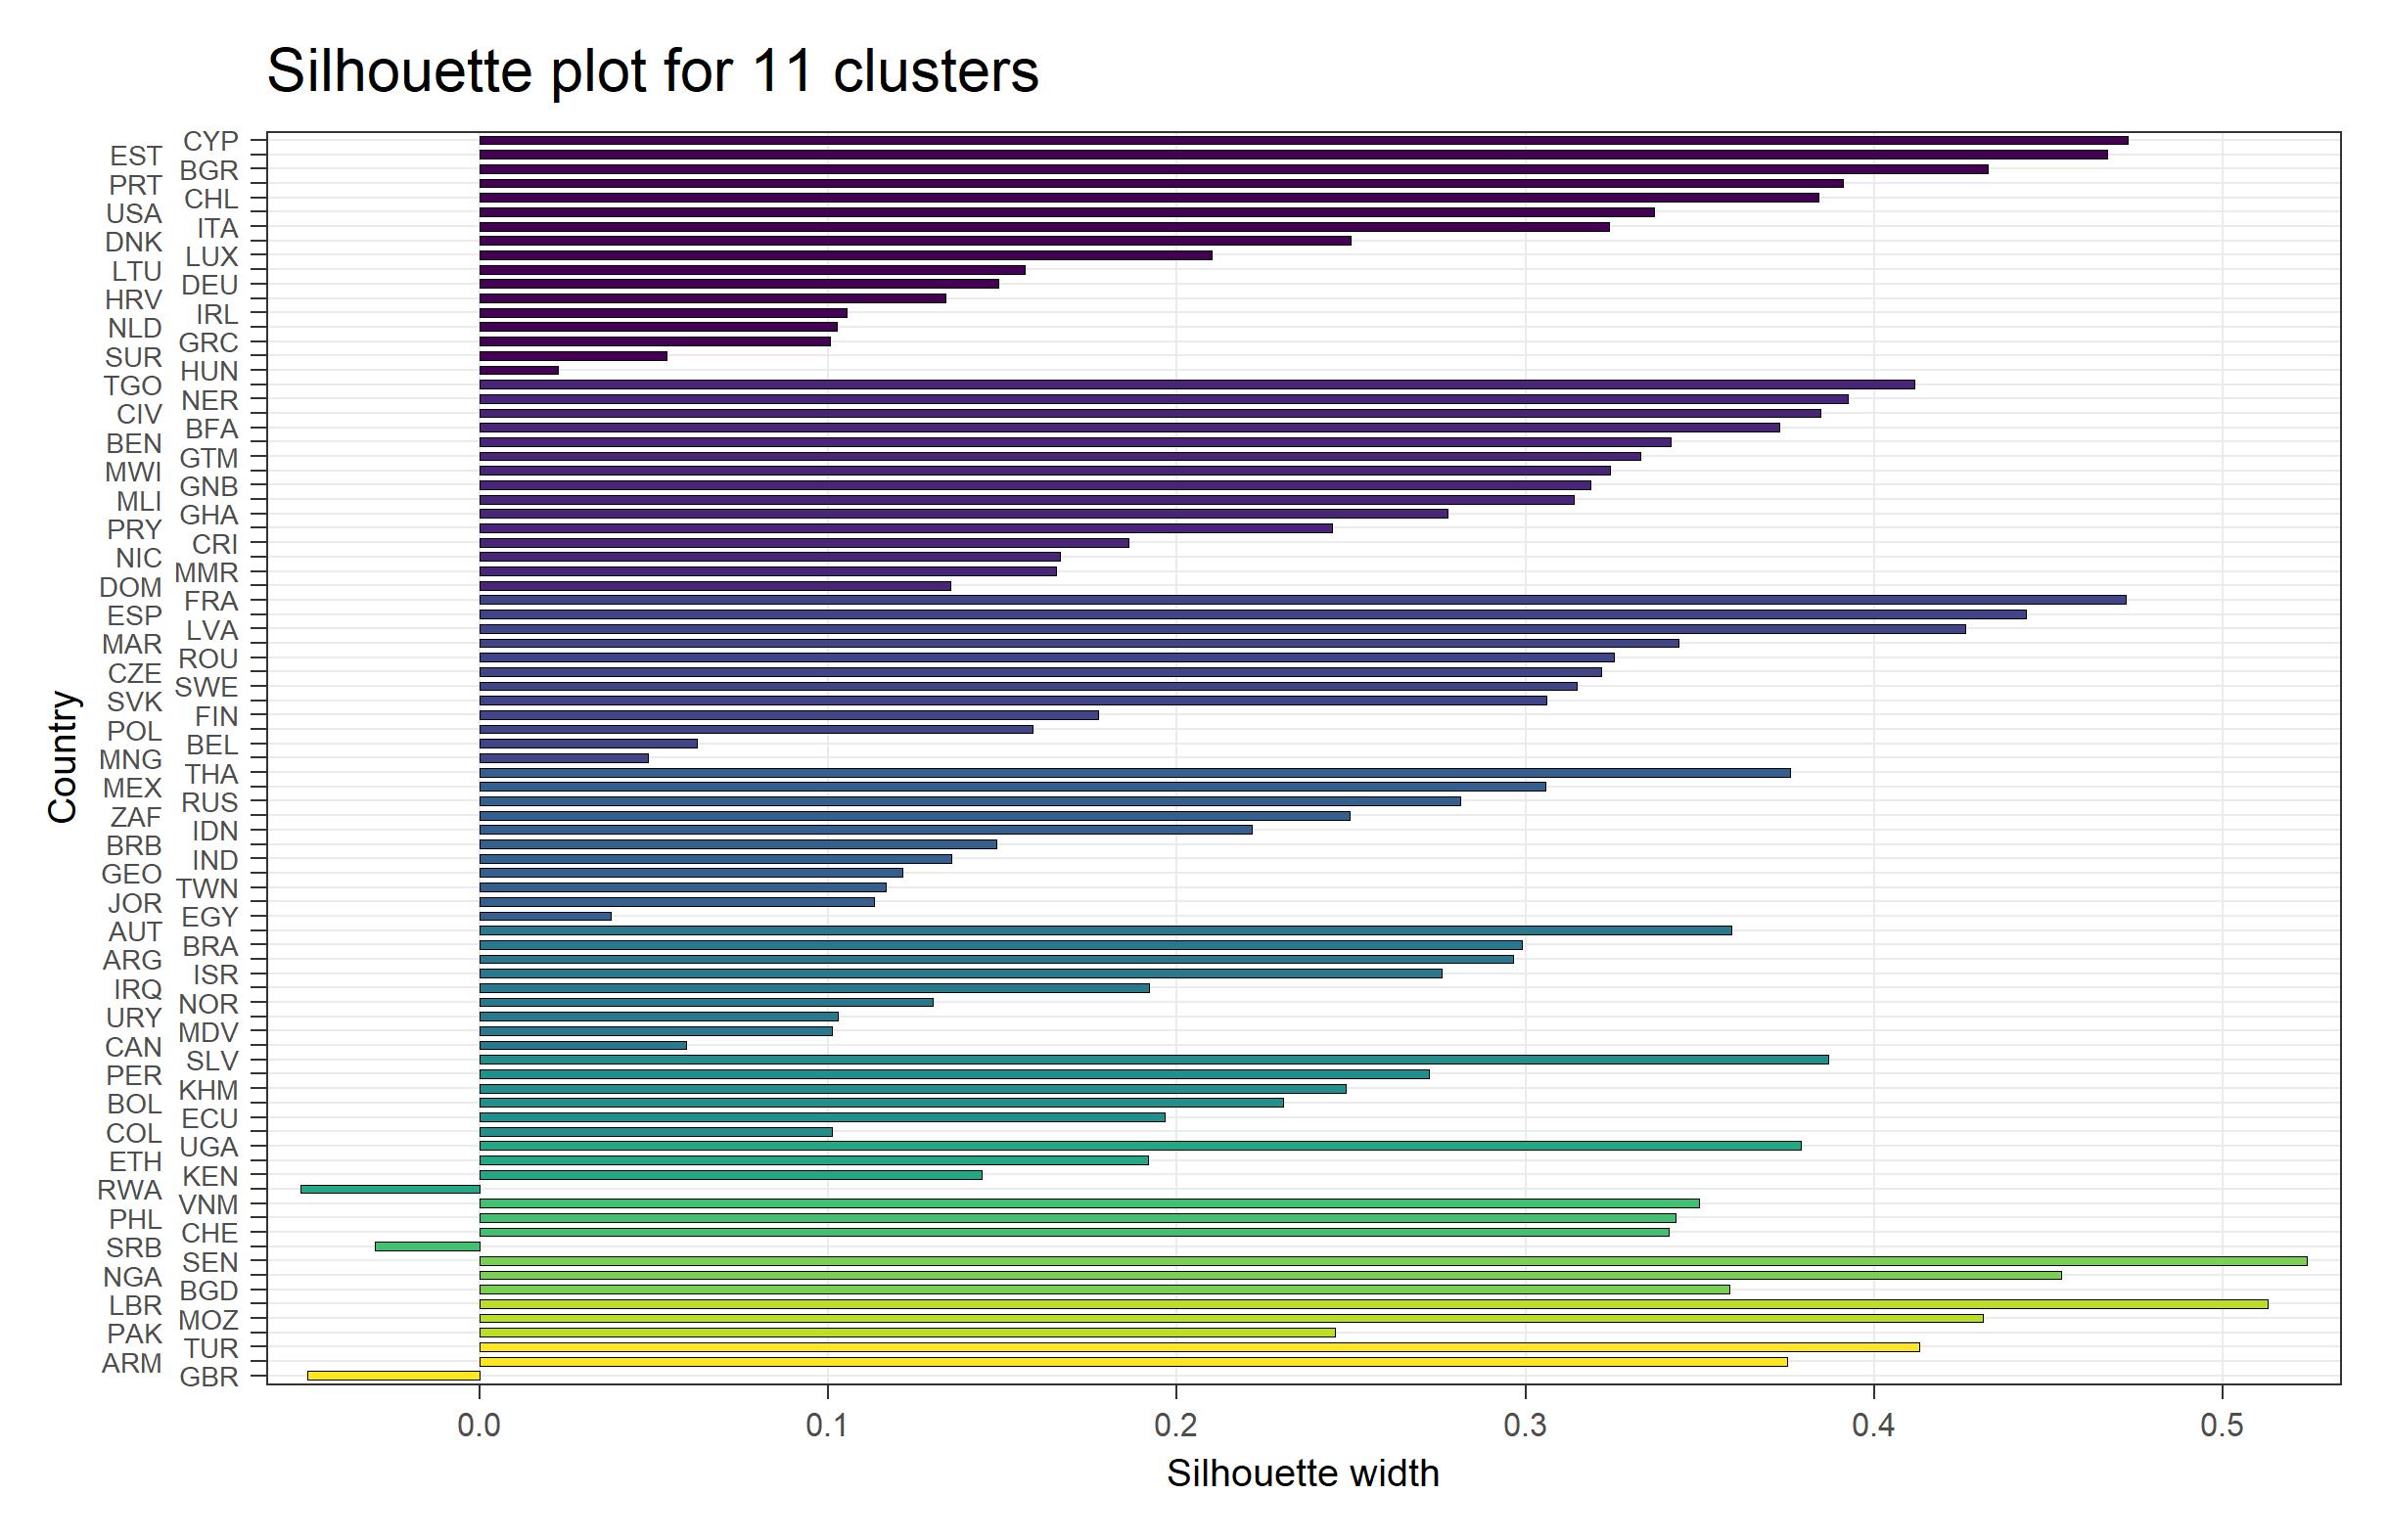 Silhouette plot for 11 clusters
CYP
EST
BGR
PRT
CHL
USA
ITA
DNK
LUX
LTU
DEU
HRV
IRL
NLD
GRC
SUR
HUN
TGO
NER
CIV
BFA
BEN
GTM
MWI
GNB
MLI
GHA
PRY
CRI
NIC
MMR
DOM
FRA
ESP
LVA
MAR
ROU
CZE
SWE
SVK
FIN
POL
BEL
MNG
THA
MEX
RUS
ZAF
IDN
BRB
IND
GEO
TWN
JOR
EGY
AUT
BRA
ARG
ISR
IRQ
NOR
URY
MDV
CAN
SLV
PER
KHM
BOL
ECU
COL
UGA
ETH
KEN
RWA
VNM
PHL
CHE
SRB
SEN
NGA
BGD
LBR
MOZ
PAK
TUR
ARM
GBR
Country
0.0 0.1 0.2 0.3 0.4 0.5
Silhouette width